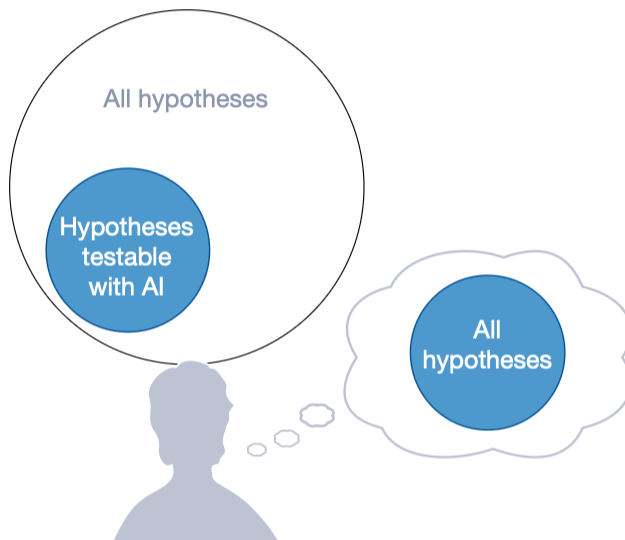 All hypotheses
Hypotheses
testable
with AI
All
hypotheses